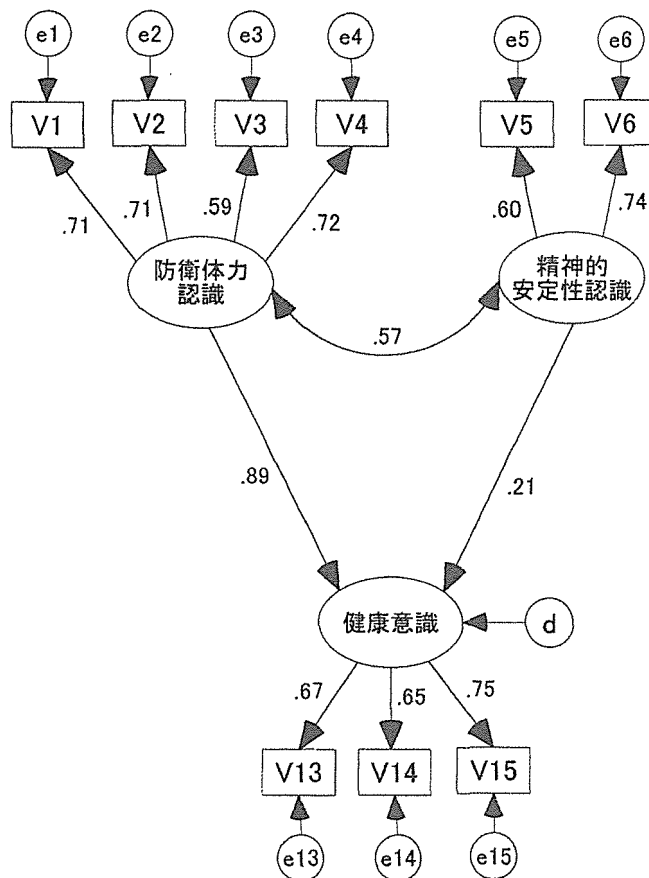 e1 e2 e3 e4 e5 e6
V1 V2 V3 V4 V5 V6
.71 .71 .59 .72 .60 .74
防衛体力
認識
精神的
安定性認識
.57
.89 .21
健康意識
d
.67 .65 .75
V13 V14 V15
e13 e14 e15